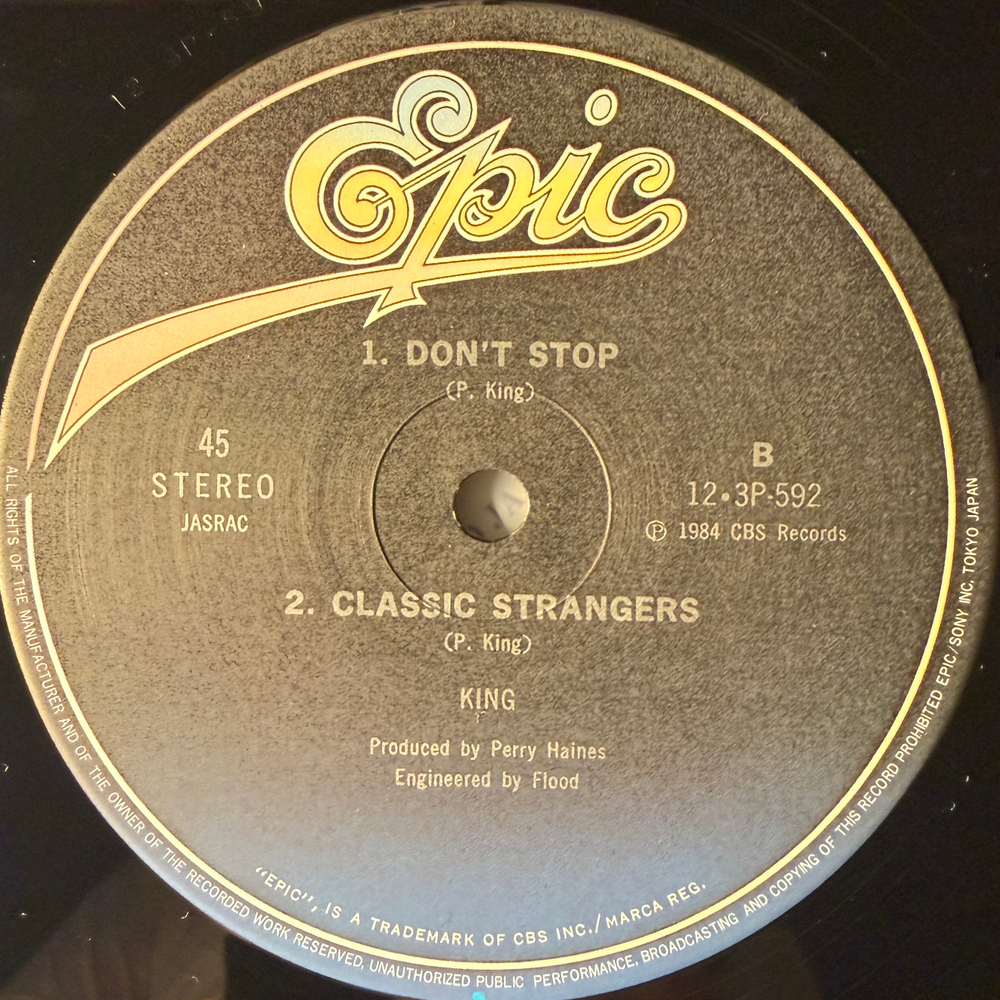 Epic
1. DON'T STOP
(P. King)
45
STEREO
JASRAC
B
12•3P-592
Ⓟ 1984 CBS Records
2. CLASSIC STRANGERS
(P. King)
KING
Produced by Perry Haines
Engineered by Flood
"EPIC", IS A TRADEMARK OF CBS INC./MARCA REG.
ALL RIGHTS OF THE MANUFACTURER AND OF THE OWNER OF THE RECORDED WORK RESERVED, UNAUTHORIZED PUBLIC PERFORMANCE, BROADCASTING AND COPYING OF THIS RECORD PROHIBITED EPIC/SONY INC. TOKYO JAPAN